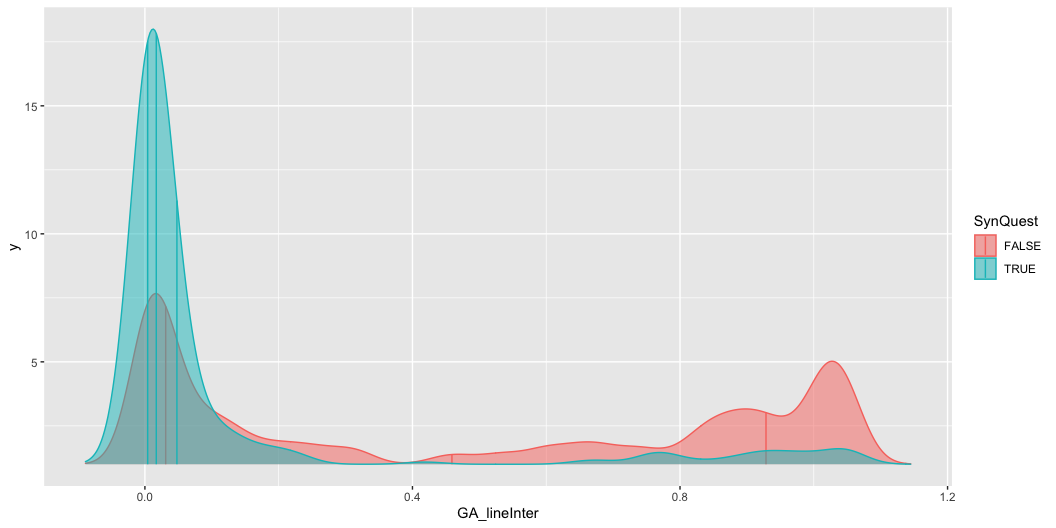 15
10
5
y
0.0
0.4
0.8
1.2
GA_lineInter
SynQuest
FALSE
TRUE